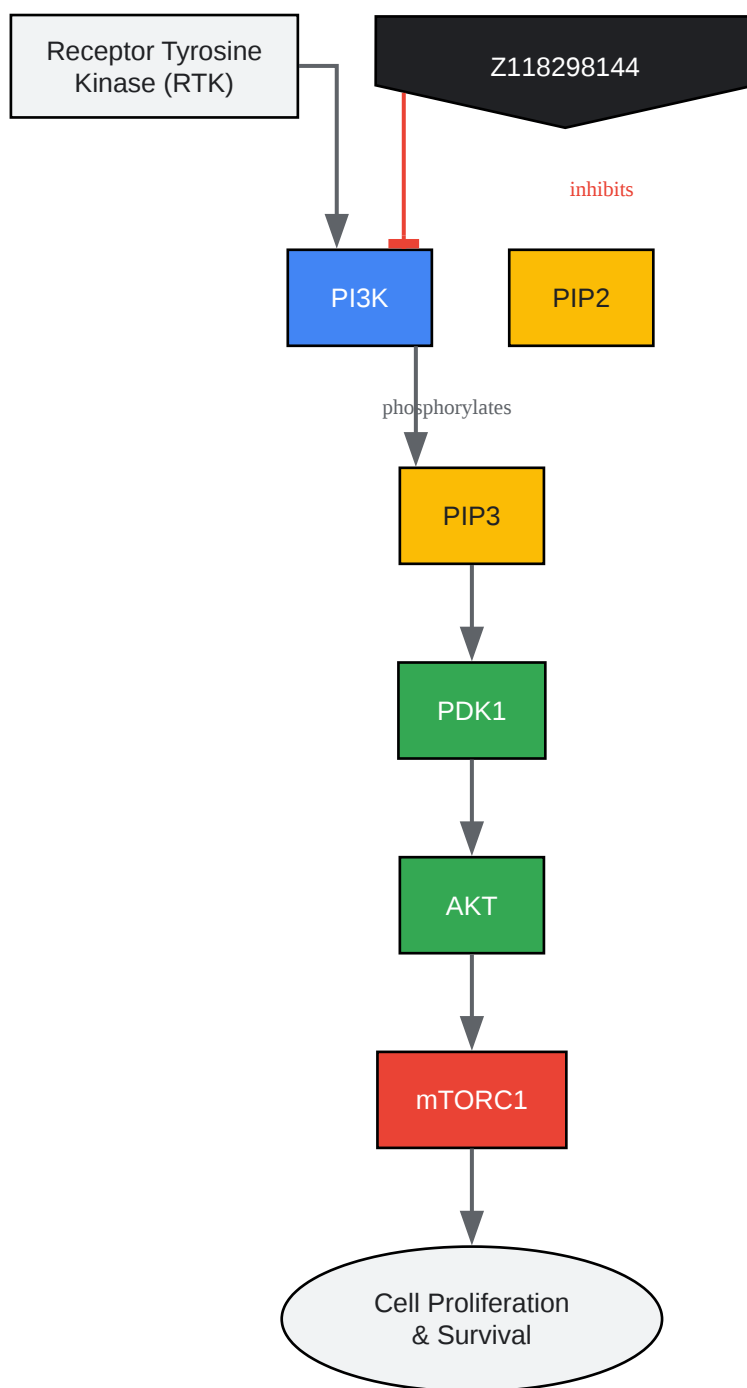 Receptor Tyrosine
Kinase (RTK)
Z118298144
inhibits
PI3K
PIP2
phosphorylates
PIP3
PDK1
AKT
mTORC1
Cell Proliferation
& Survival